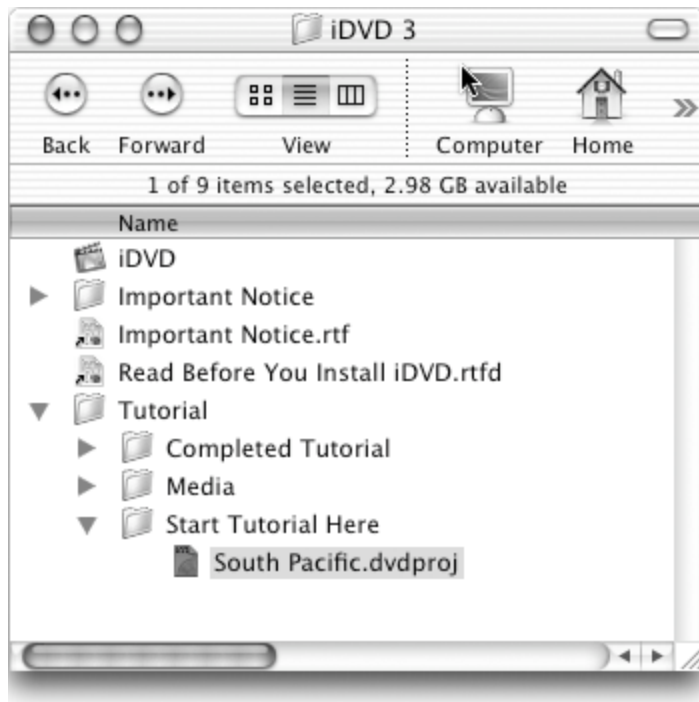 iDVD 3
Back Forward View Computer Home
1 of 9 items selected, 2.98 GB available
Name
iDVD
Important Notice
Important Notice.rtf
Read Before You Install iDVD.rtfd
Tutorial
Completed Tutorial
Media
Start Tutorial Here
South Pacific.dvdproj